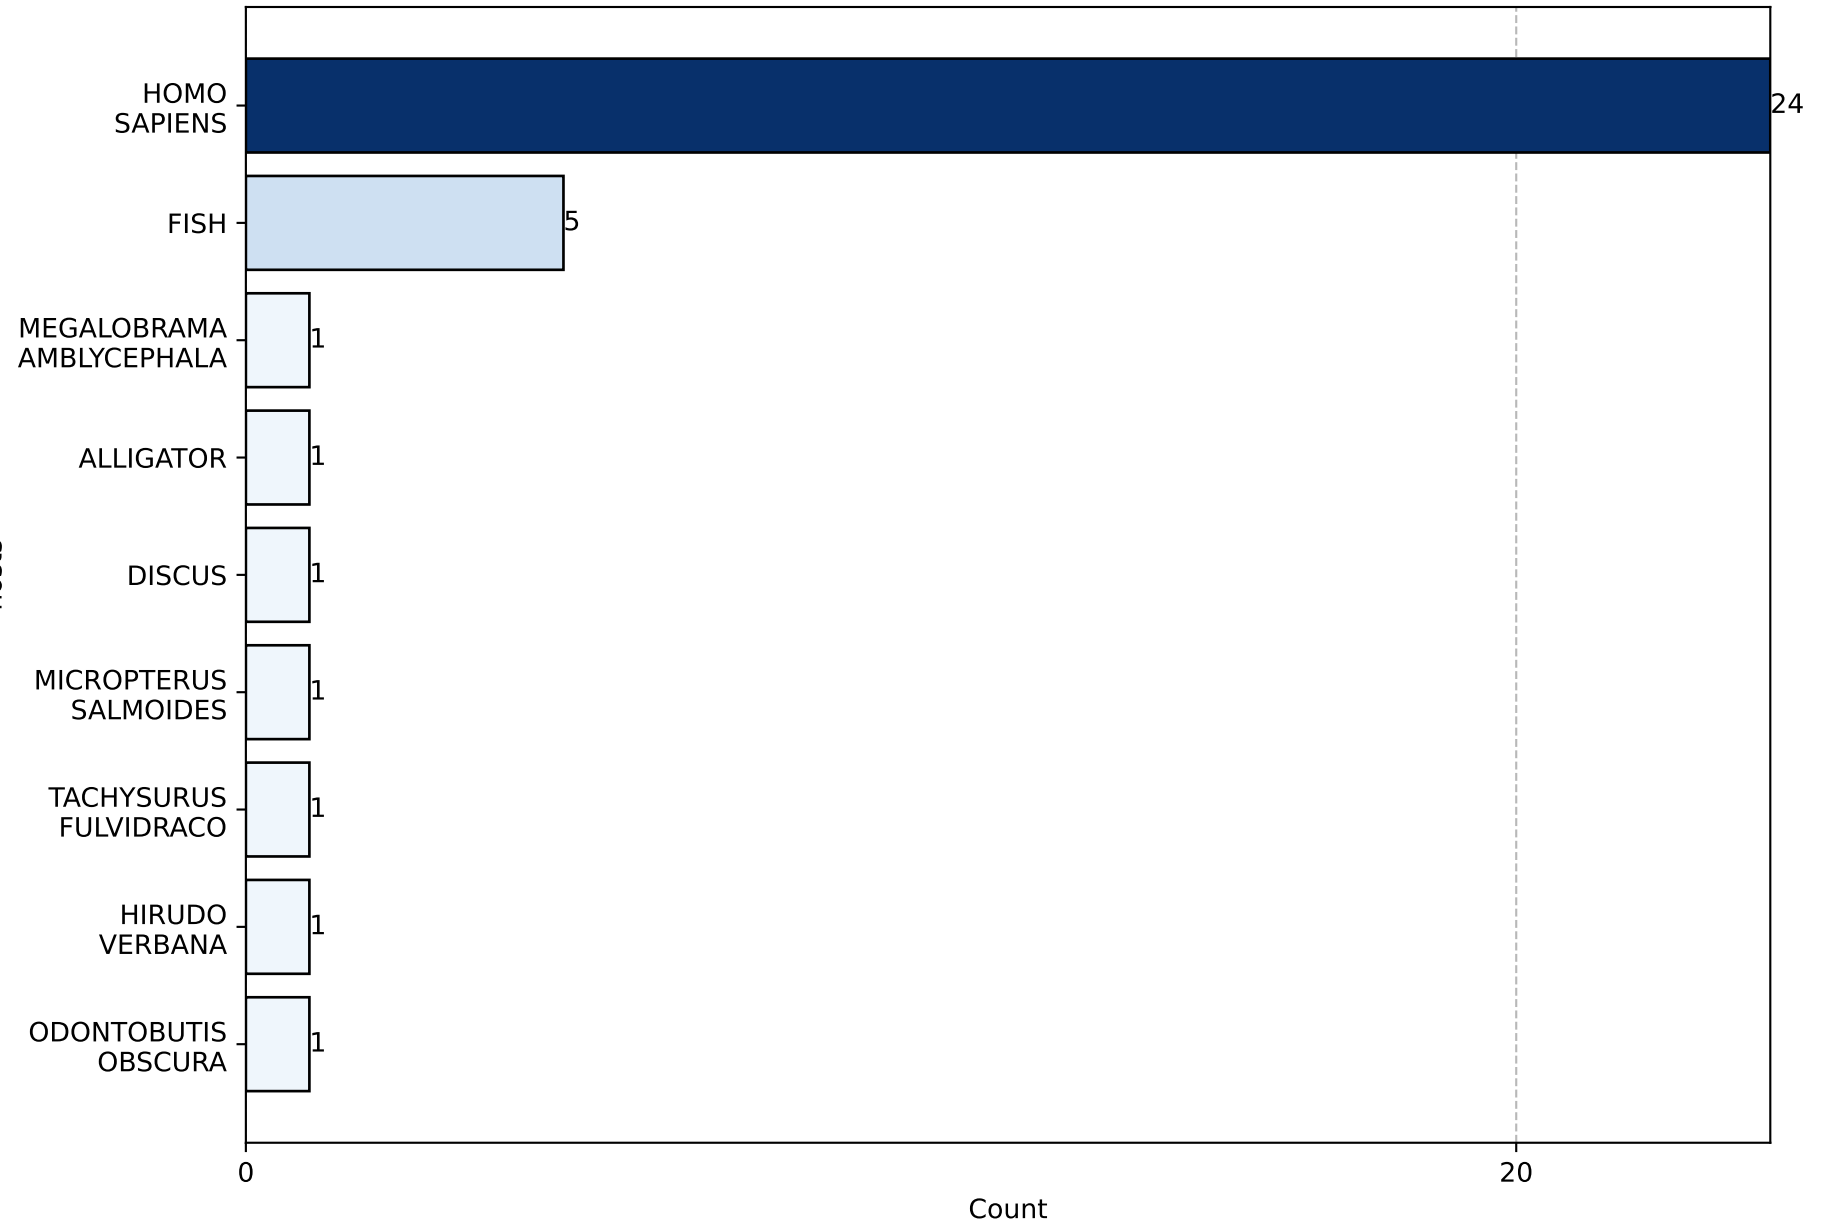 HOMO
SAPIENS
24
FISH
5
MEGALOBRAMA
AMBLYCEPHALA
1
ALLIGATOR
1
DISCUS
1
MICROPTERUS
SALMOIDES
1
TACHYSURUS
FULVIDRACO
1
HIRUDO
VERBANA
1
ODONTOBUTIS
OBSCURA
1
0
20
Count